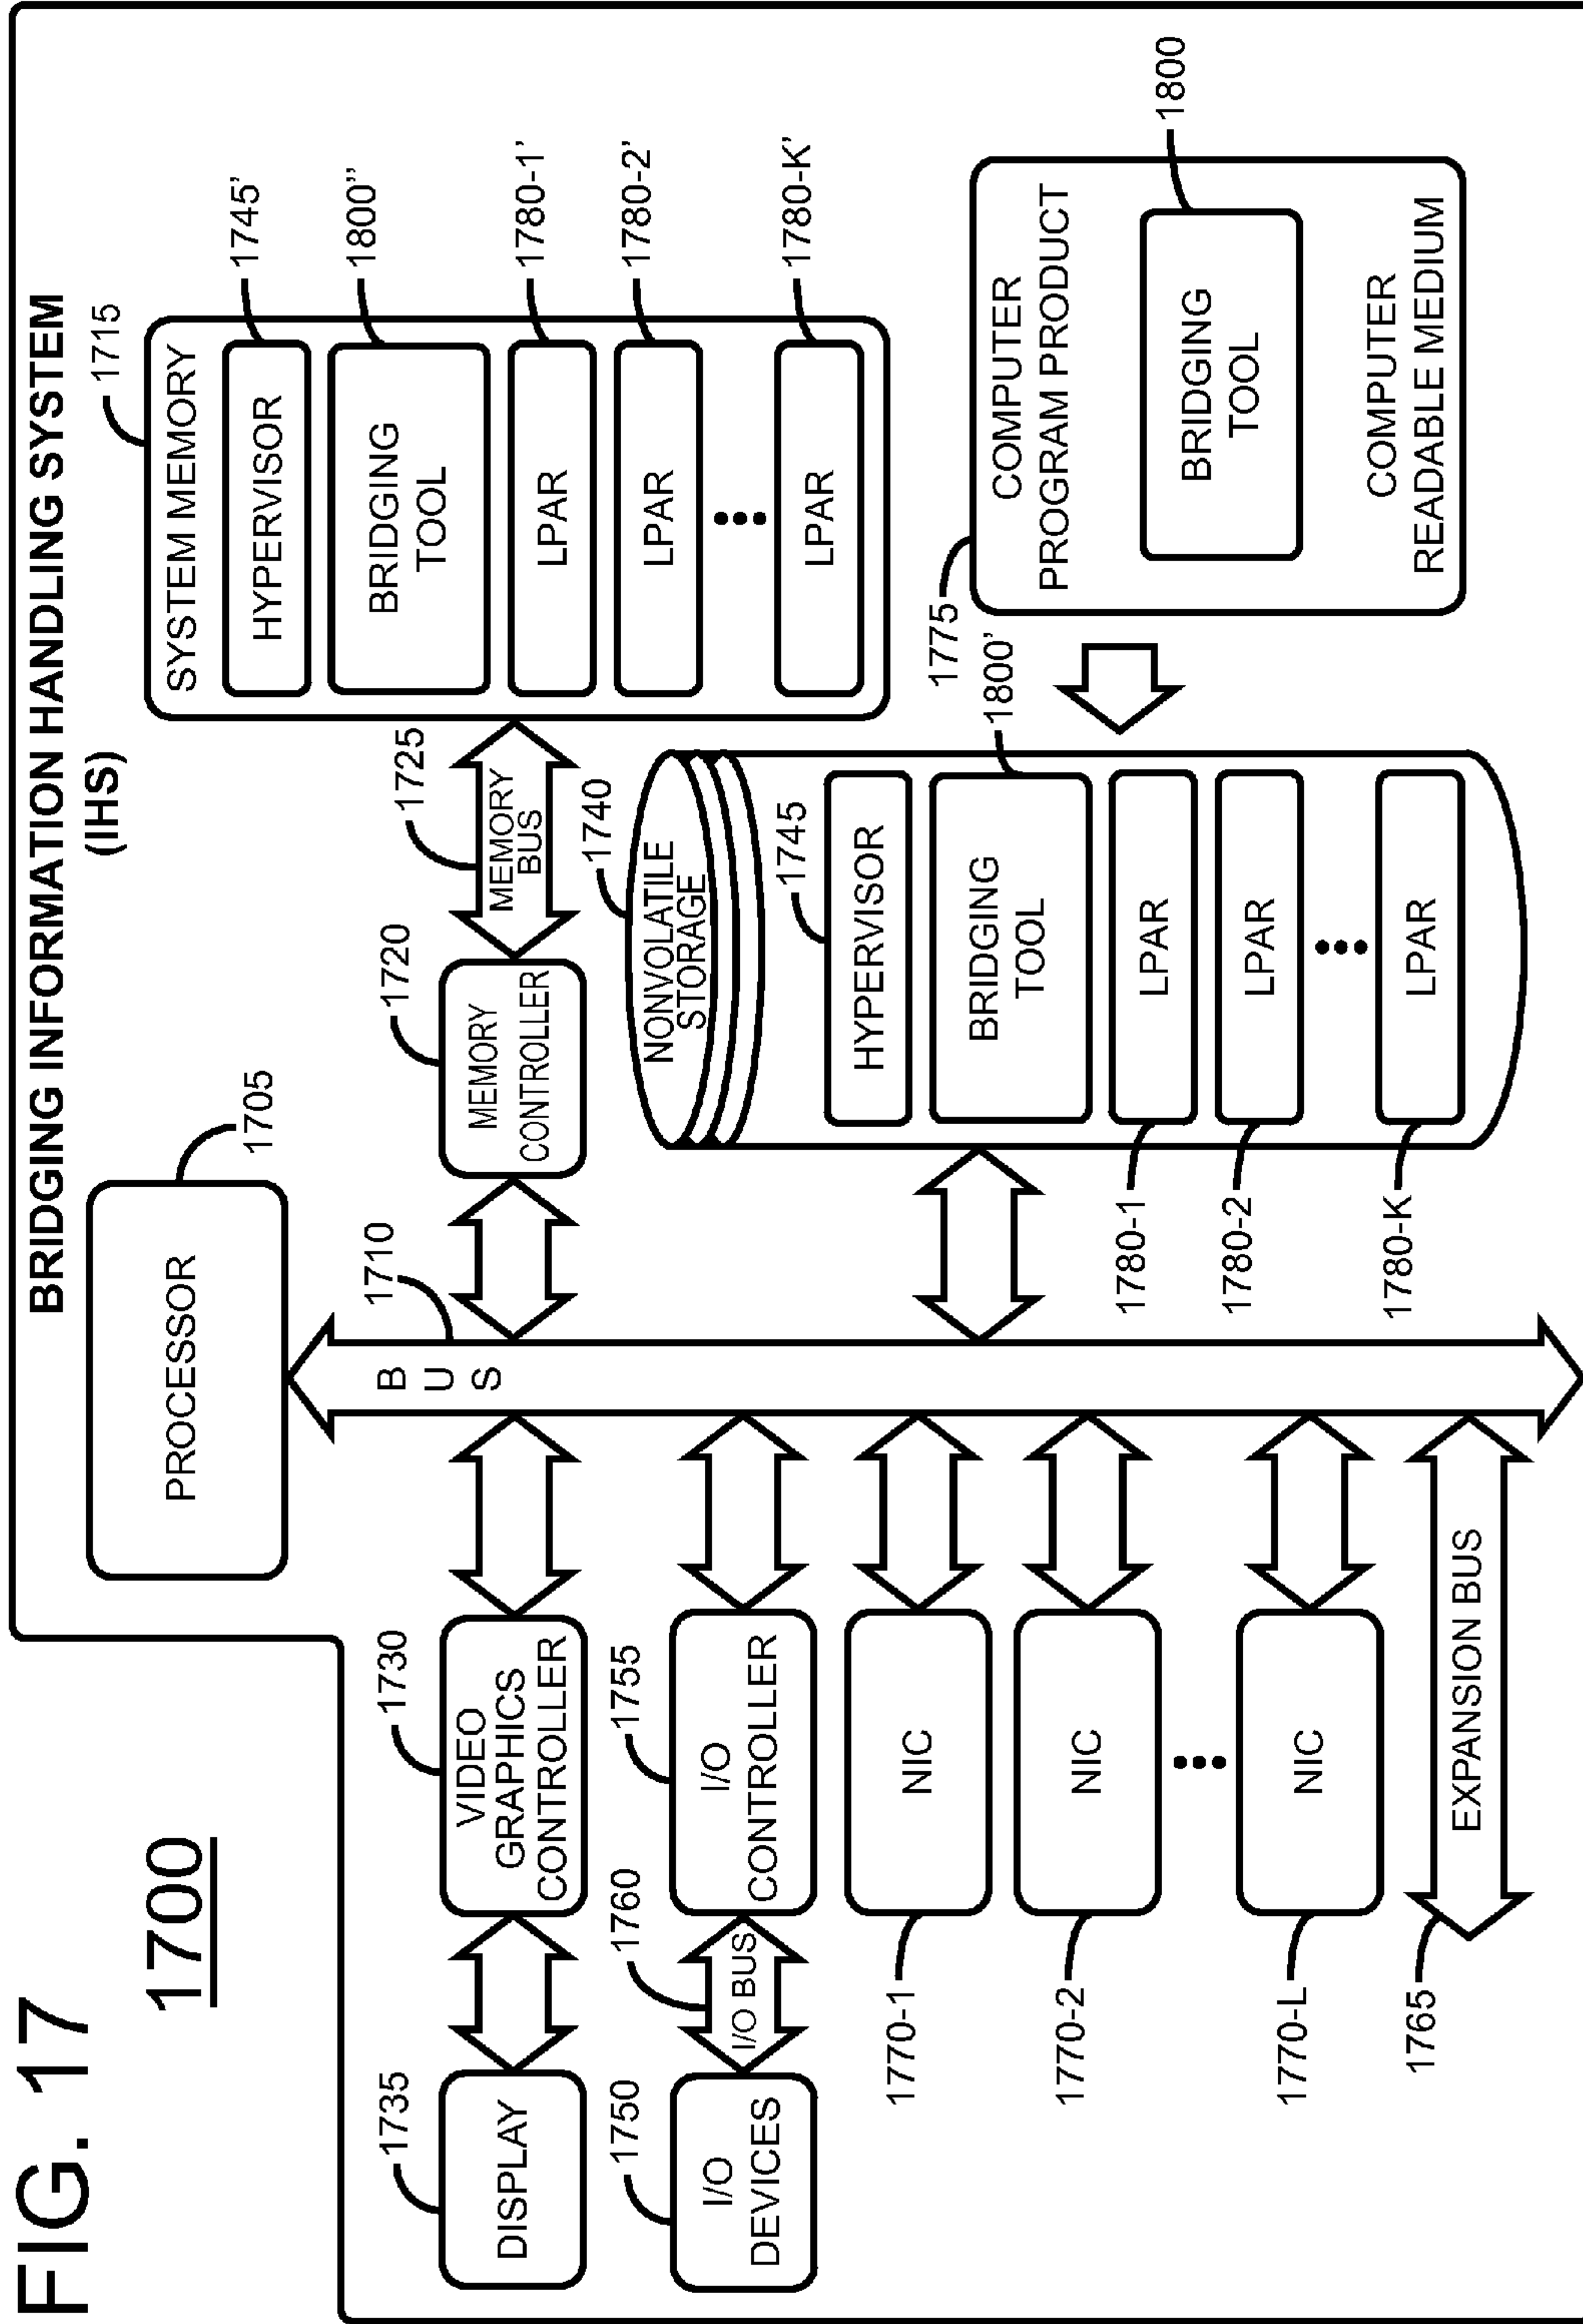 FIG. 17
1700
BRIDGING INFORMATION HANDLING SYSTEM
(IHS)
PROCESSOR
1705
1710
B
U
S
1735
DISPLAY
1730
VIDEO
GRAPHICS
CONTROLLER
1720
MEMORY
CONTROLLER
1725
MEMORY
BUS
1715
SYSTEM MEMORY
HYPERVISOR
1745’
BRIDGING
TOOL
1800’’
LPAR
1780-1’
LPAR
1780-2’
LPAR
1780-K’
1750
I/O
DEVICES
1760
I/O BUS
1755
I/O
CONTROLLER
NIC
1770-1
NIC
1770-2
NIC
1770-L
EXPANSION BUS
1765
1740
NONVOLATILE
STORAGE
1745
HYPERVISOR
BRIDGING
TOOL
1800’
LPAR
1780-1
LPAR
1780-2
LPAR
1780-K
1775
COMPUTER
PROGRAM PRODUCT
BRIDGING
TOOL
1800
COMPUTER
READABLE MEDIUM